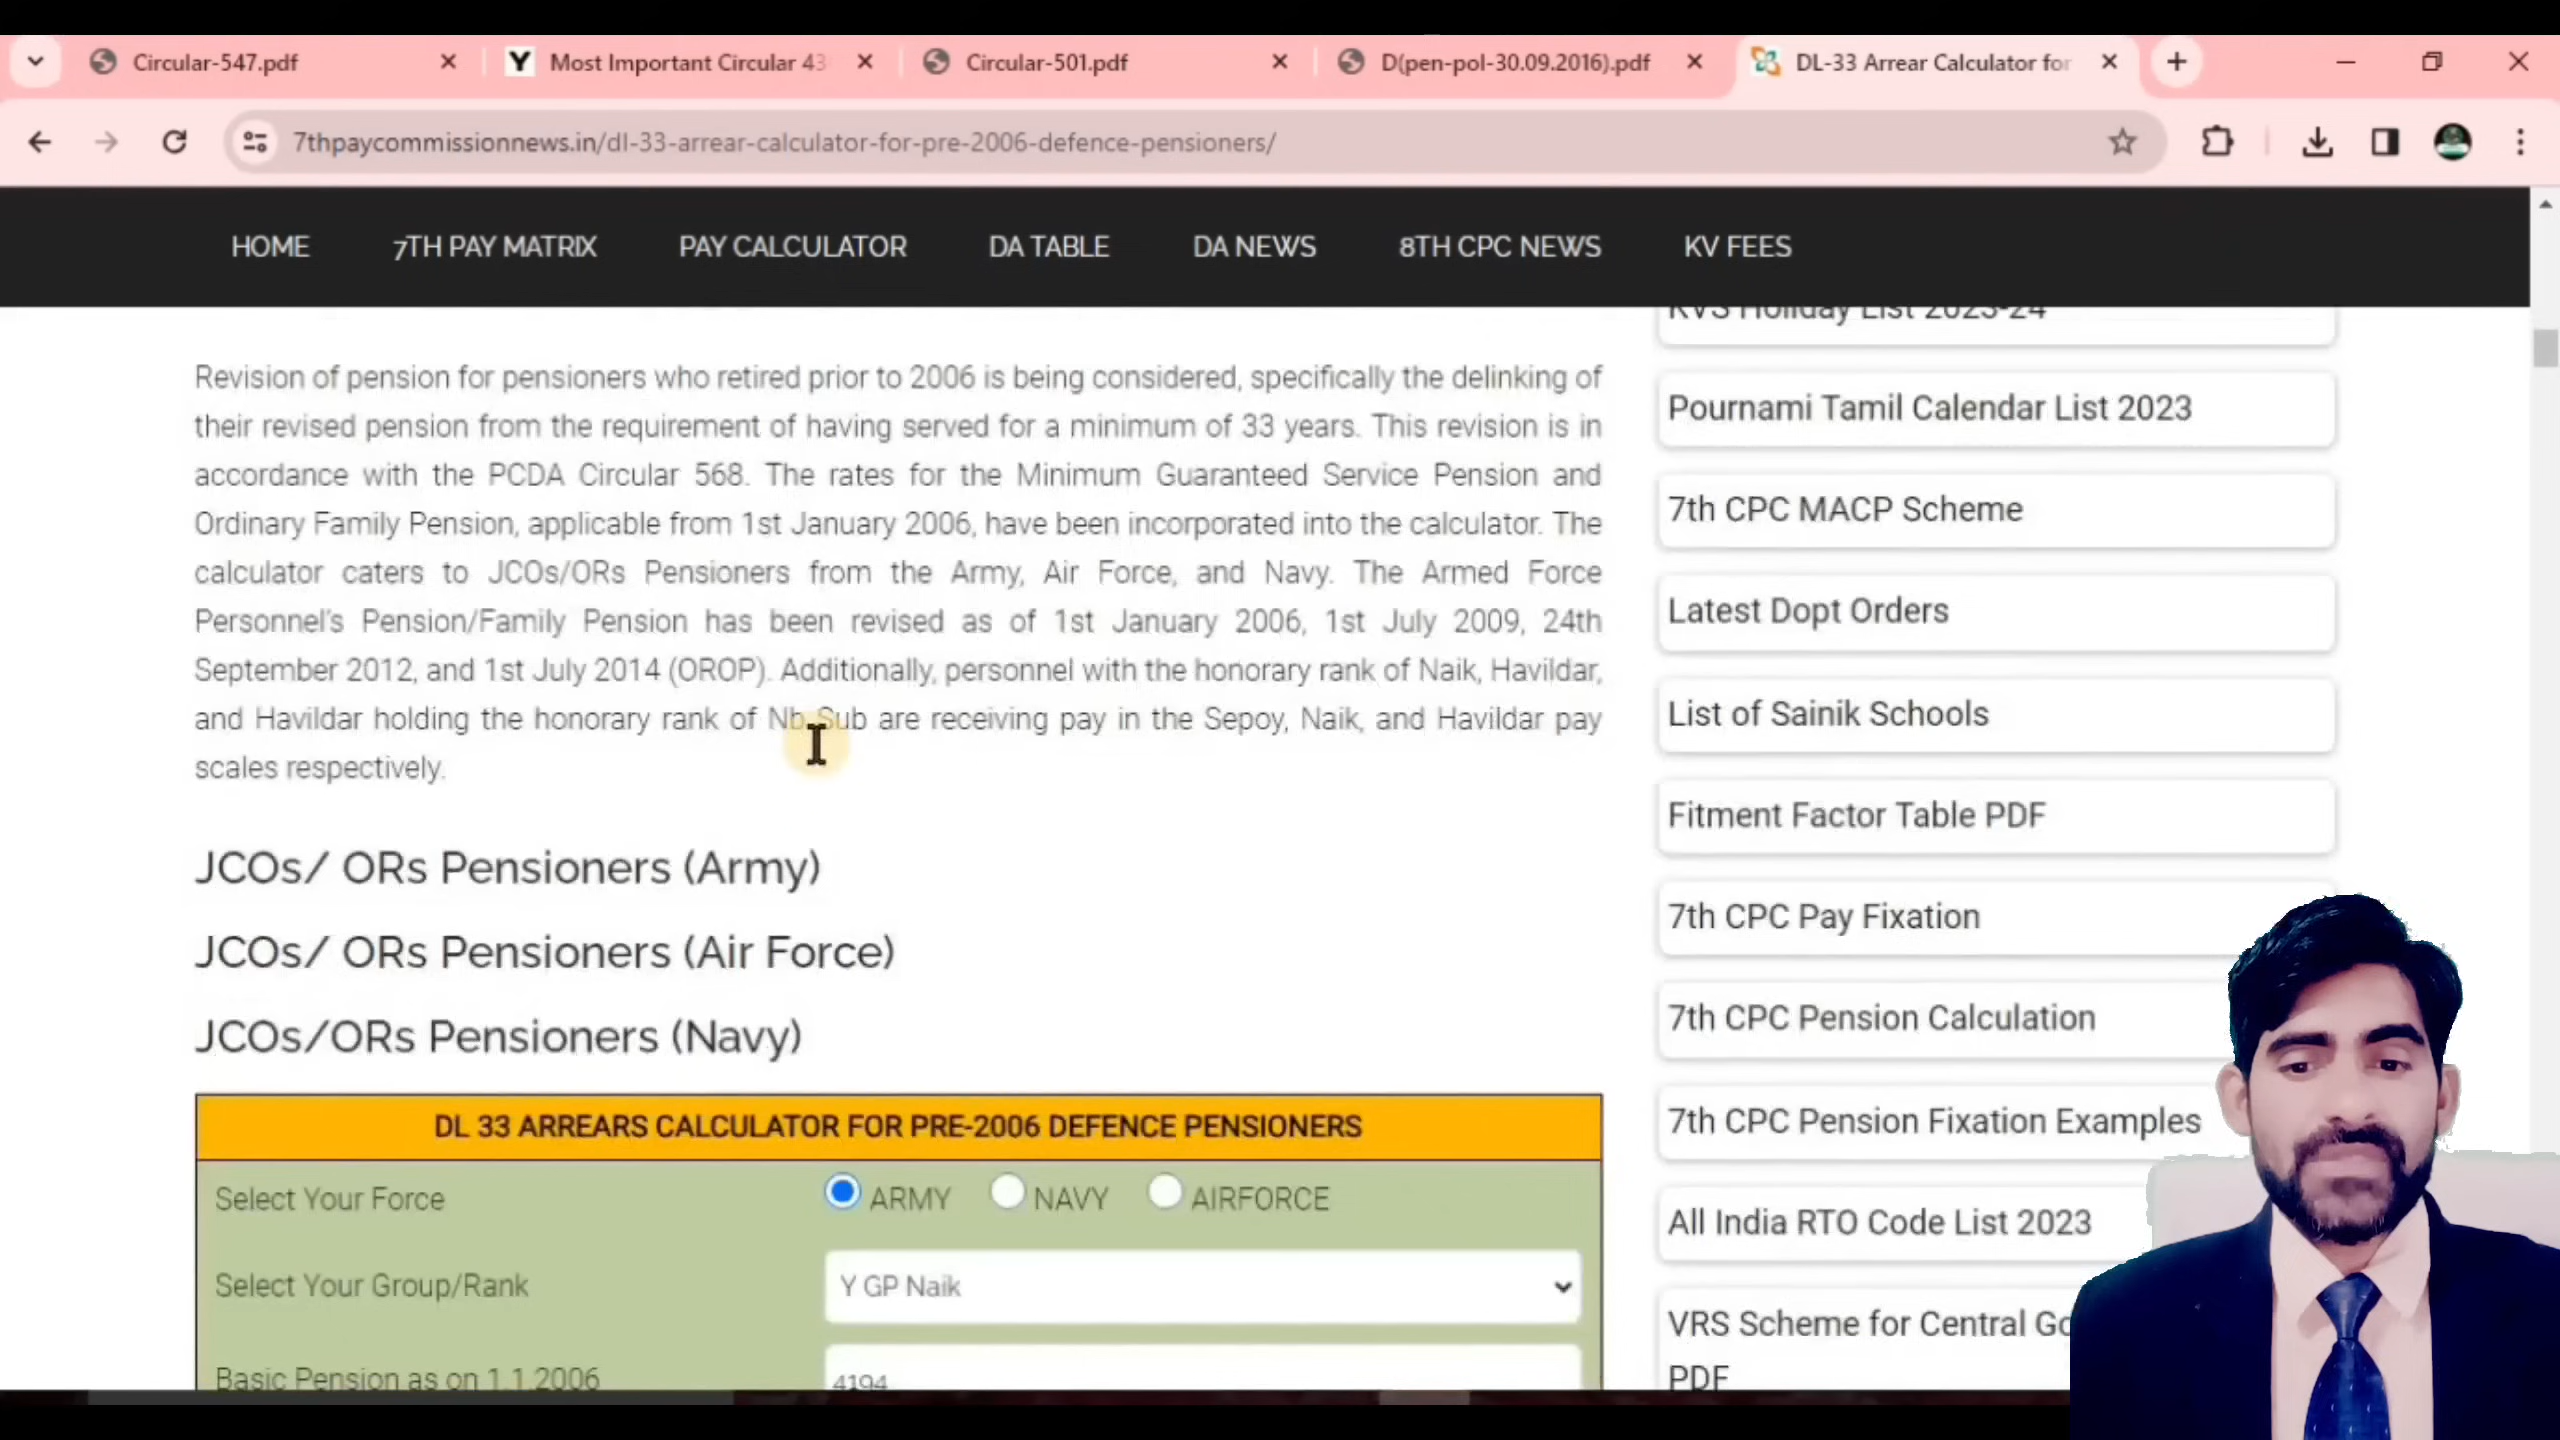 Circular-547.pdf
Most Important Circular 43
Circular-501.pdf
D(pen-pol-30.09.2016).pdf
DL-33 Arrear Calculator for
7thpaycommissionnews.in/dl-33-arrear-calculator-for-pre-2006-defence-pensioners/
HOME
7TH PAY MATRIX
PAY CALCULATOR
DA TABLE
DA NEWS
8TH CPC NEWS
KV FEES
Revision of pension for pensioners who retired prior to 2006 is being considered, specifically the delinking of
their revised pension from the requirement of having served for a minimum of 33 years. This revision is in
accordance with the PCDA Circular 568. The rates for the Minimum Guaranteed Service Pension and
Ordinary Family Pension, applicable from 1st January 2006, have been incorporated into the calculator. The
calculator caters to JCOs/ORs Pensioners from the Army, Air Force, and Navy. The Armed Force
Personnel's Pension/Family Pension has been revised as of 1st January 2006, 1st July 2009, 24th
September 2012, and 1st July 2014 (OROP). Additionally, personnel with the honorary rank of Naik, Havildar,
and Havildar holding the honorary rank of Nb Sub are receiving pay in the Sepoy, Naik, and Havildar pay
scales respectively.
JCOs/ ORs Pensioners (Army)
JCOs/ ORs Pensioners (Air Force)
JCOs/ORs Pensioners (Navy)
DL 33 ARREARS CALCULATOR FOR PRE-2006 DEFENCE PENSIONERS
Select Your Force
ARMY
NAVY
AIRFORCE
Select Your Group/Rank
Y GP Naik
Basic Pension as on 1.1.2006
4194
KVS Holiday List 2023-24
Pournami Tamil Calendar List 2023
7th CPC MACP Scheme
Latest Dopt Orders
List of Sainik Schools
Fitment Factor Table PDF
7th CPC Pay Fixation
7th CPC Pension Calculation
7th CPC Pension Fixation Examples
All India RTO Code List 2023
VRS Scheme for Central Go
PDF